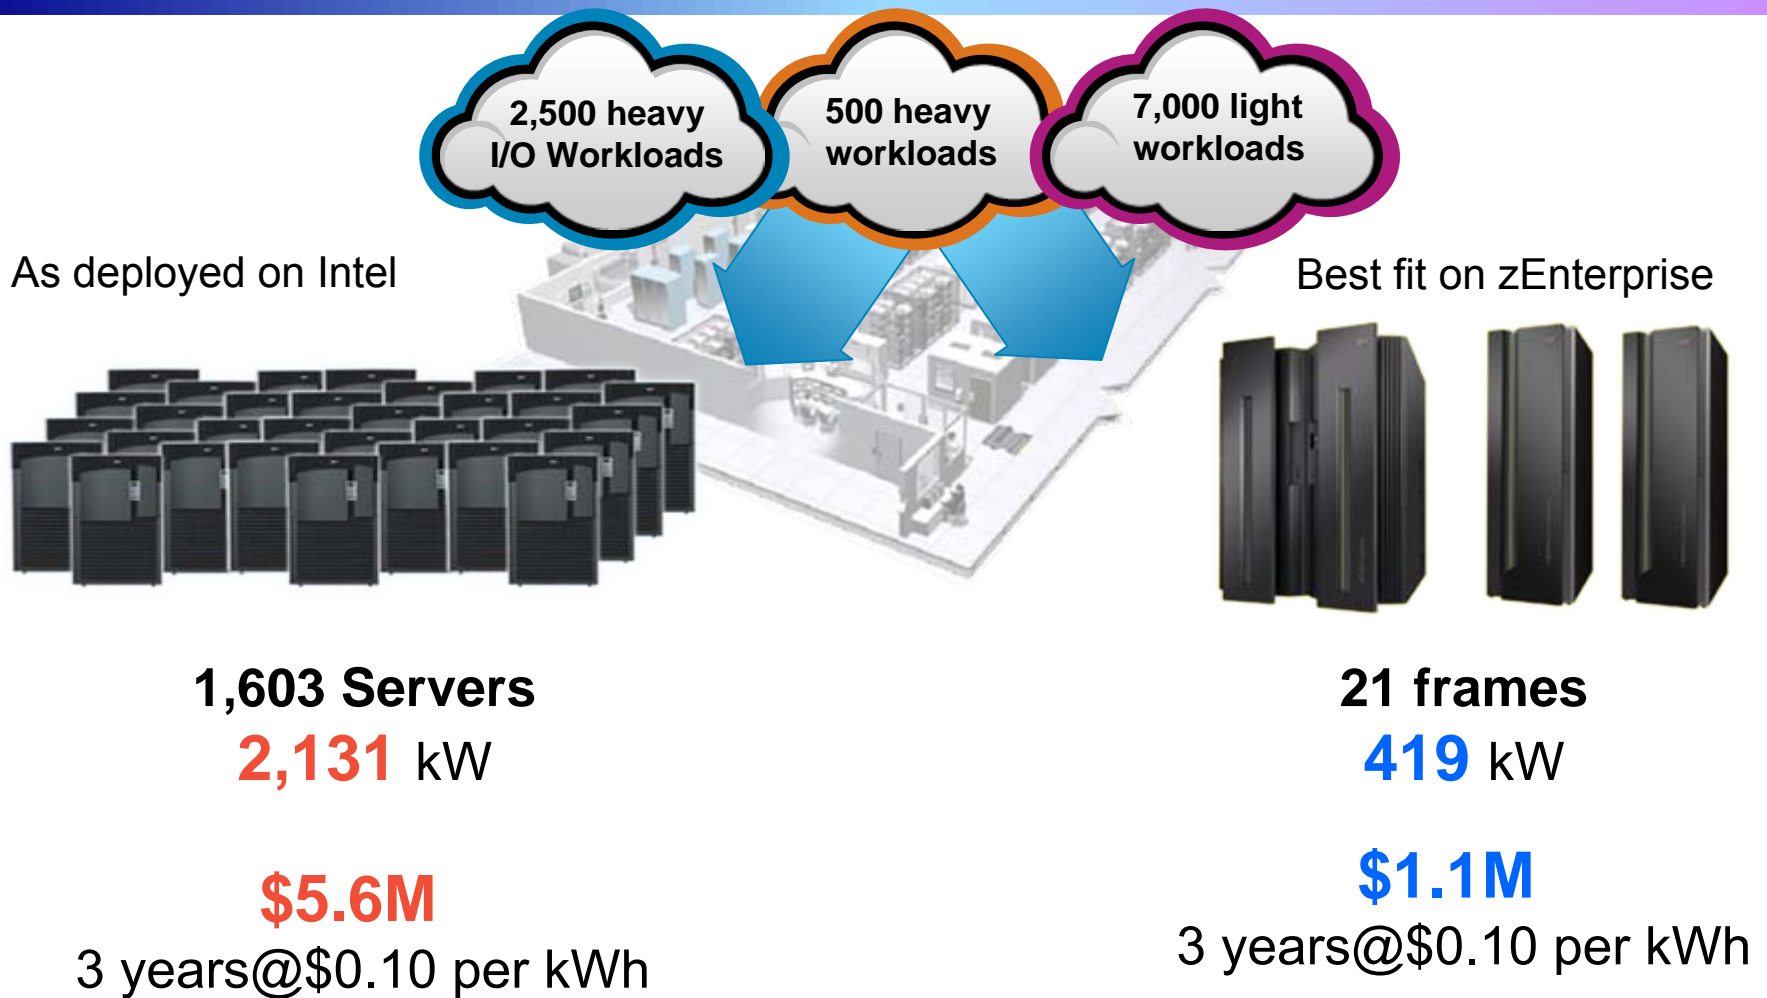 2,500 heavy
I/O Workloads
500 heavy
workloads
7,000 light
workloads
As deployed on Intel
Best fit on zEnterprise
1,603 Servers
2,131 kW
$5.6M
3 years@$0.10 per kWh
21 frames
419 kW
$1.1M
3 years@$0.10 per kWh